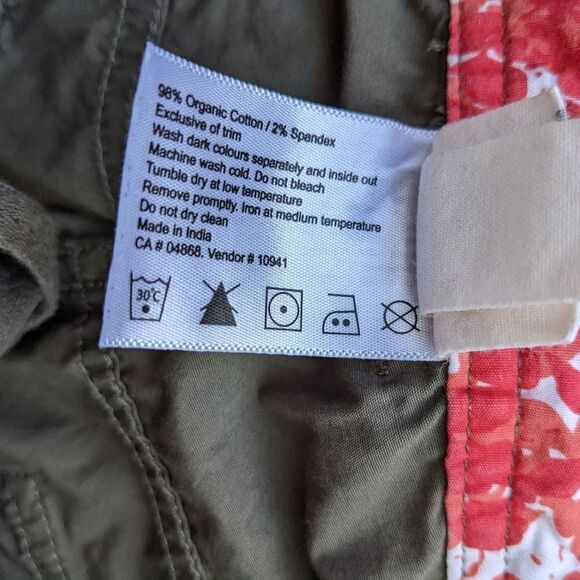 98% Organic Cotton / 2% Spandex
Exclusive of trim
Wash dark colours separately and inside out
Machine wash cold. Do not bleach
Tumble dry at low temperature
Remove promptly. Iron at medium temperature
Do not dry clean
Made in India
CA # 04868. Vendor # 10941
30°C